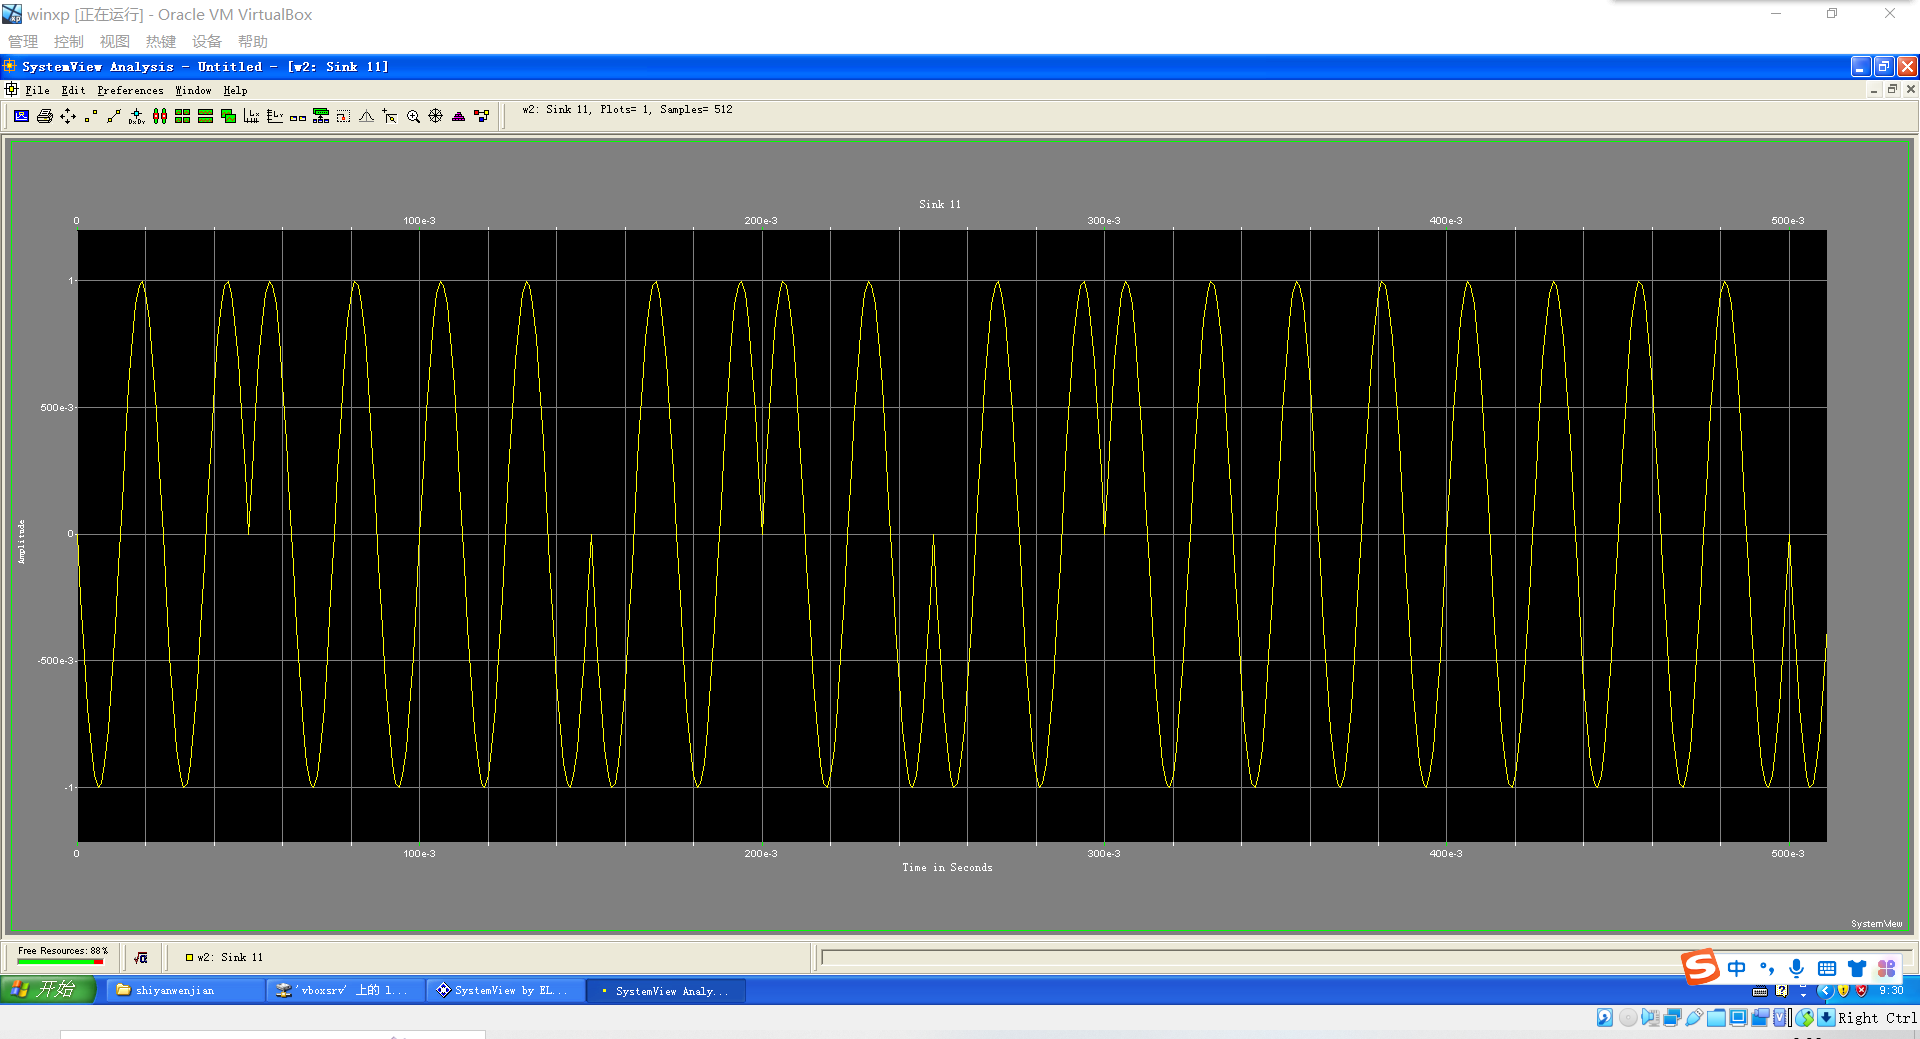 winxp [正在运行] - Oracle VM VirtualBox
管理 控制 视图 热键 设备 帮助
SystemView Analysis - Untitled - [w2: Sink 11]
File Edit Preferences Window Help
w2: Sink 11, Plots= 1, Samples= 512
Sink 11
0 100e-3 200e-3 300e-3 400e-3 500e-3
1
500e-3
0
-500e-3
-1
Amplitude
0 100e-3 200e-3 300e-3 400e-3 500e-3
Time in Seconds
SystemView
Free Resources: 88%
w2: Sink 11
中
开始 shiyanwenjian 'vboxsrv' 上的 1... SystemView by EL... SystemView Analy... 9:30
Right Ctrl